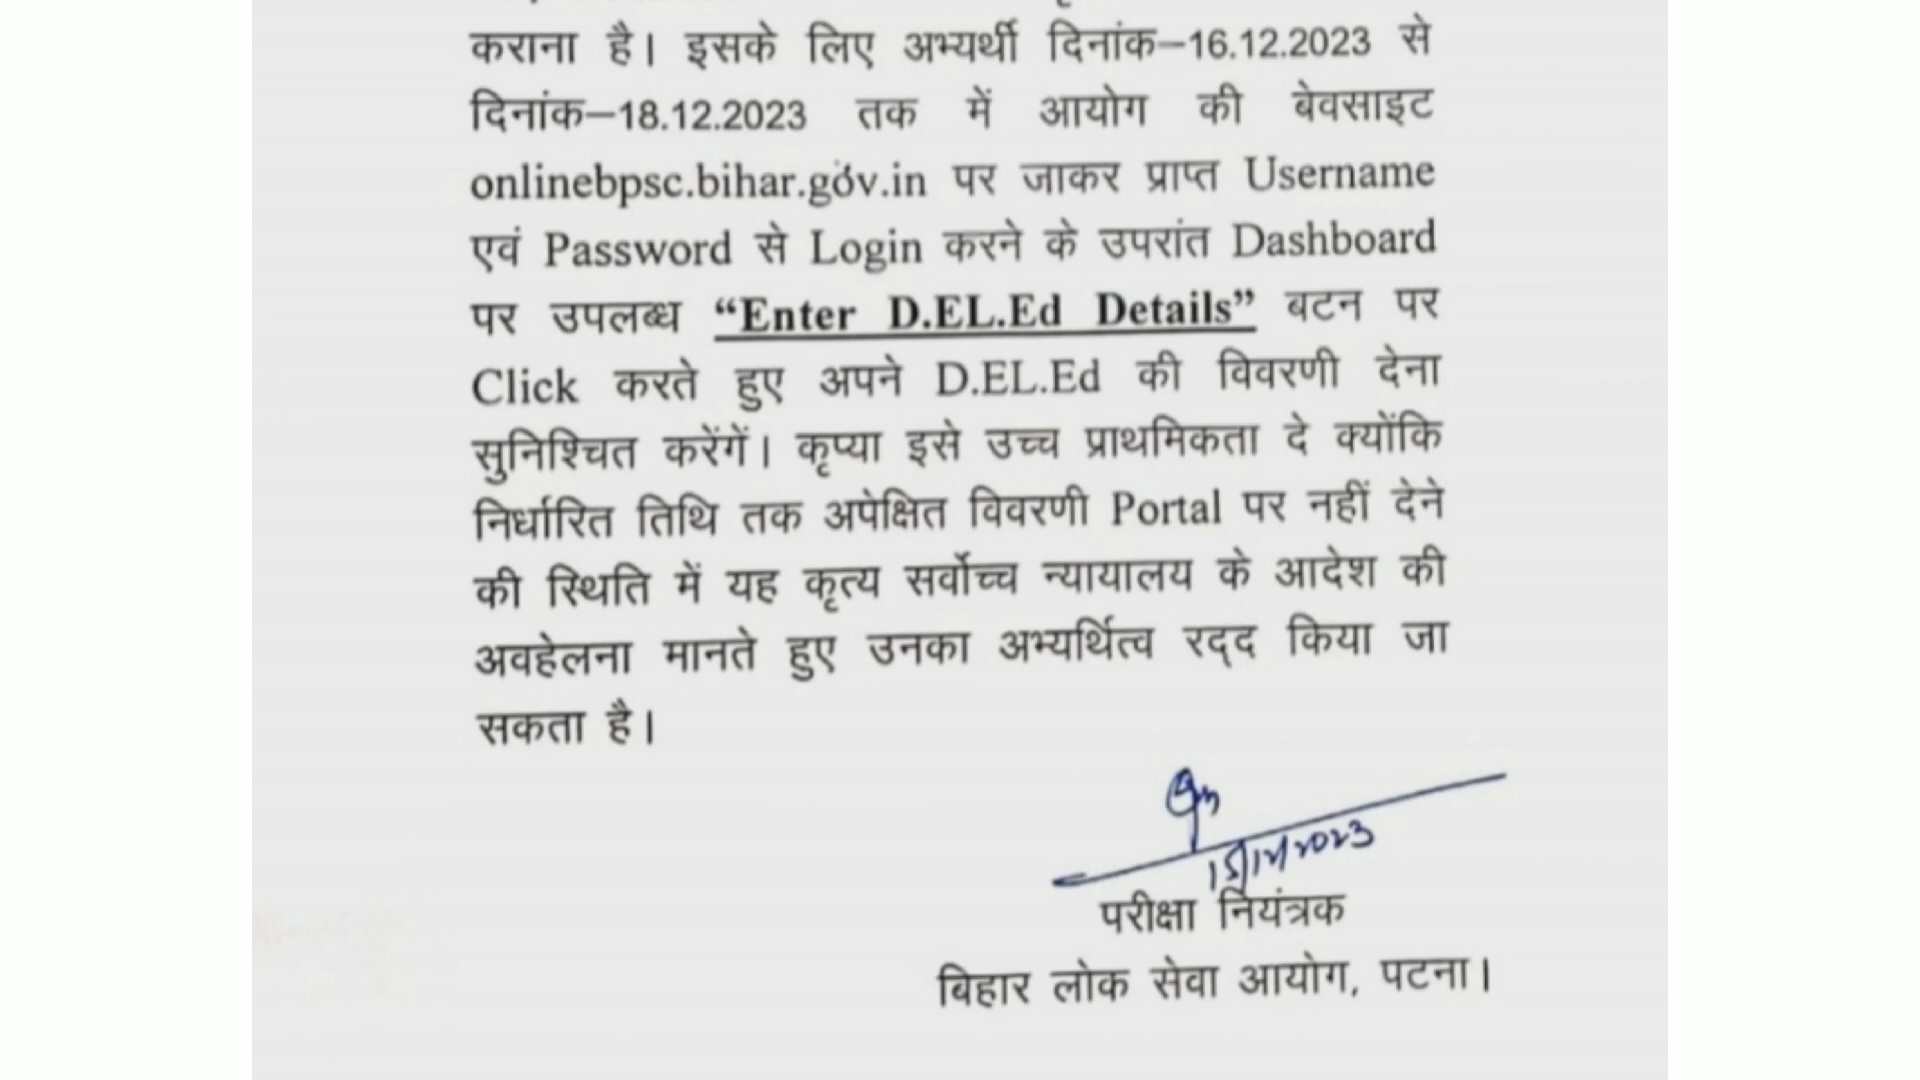 कराना है। इसके लिए अभ्यर्थी दिनांक–16.12.2023 से
दिनांक–18.12.2023 तक में आयोग की बेवसाइट
onlinebpsc.bihar.gov.in पर जाकर प्राप्त Username
एवं Password से Login करने के उपरांत Dashboard
पर उपलब्ध “Enter D.EL.Ed Details” बटन पर
Click करते हुए अपने D.EL.Ed की विवरणी देना
सुनिश्चित करेंगें। कृप्या इसे उच्च प्राथमिकता दे क्योंकि
निर्धारित तिथि तक अपेक्षित विवरणी Portal पर नहीं देने
की स्थिति में यह कृत्य सर्वोच्च न्यायालय के आदेश की
अवहेलना मानते हुए उनका अभ्यर्थित्व रद्द किया जा
सकता है।
15/12/2023
परीक्षा नियंत्रक
बिहार लोक सेवा आयोग, पटना।